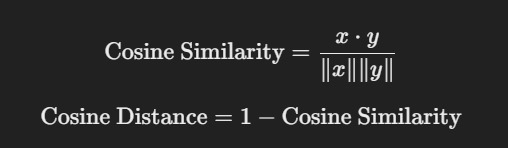 Cosine Similarity = x · y / ‖x‖‖y‖
Cosine Distance = 1 − Cosine Similarity